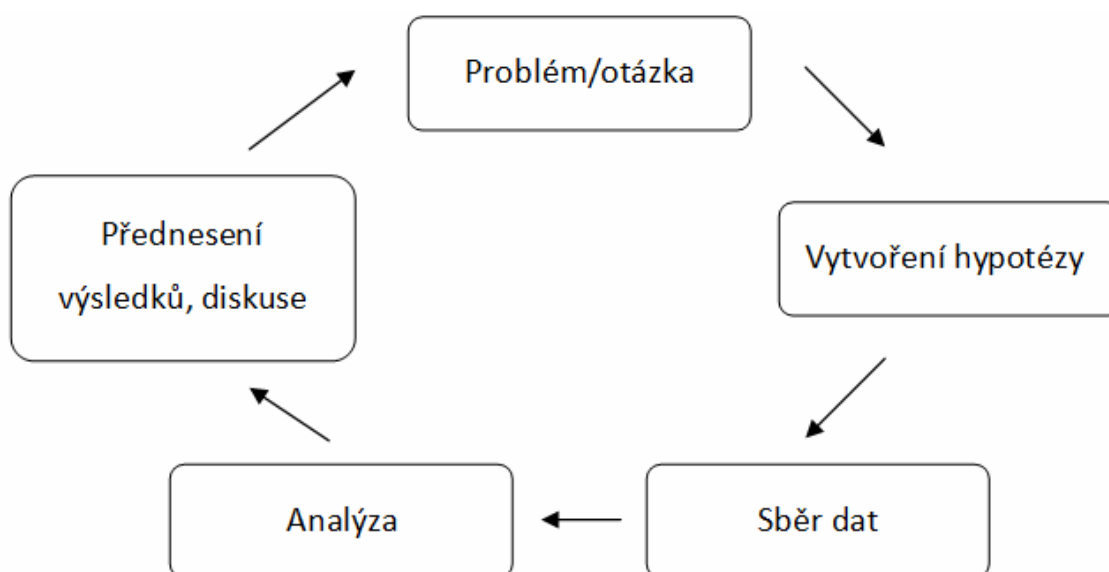 Problém/otázka
Vytvoření hypotézy
Sběr dat
Analýza
Přednesení
výsledků, diskuse